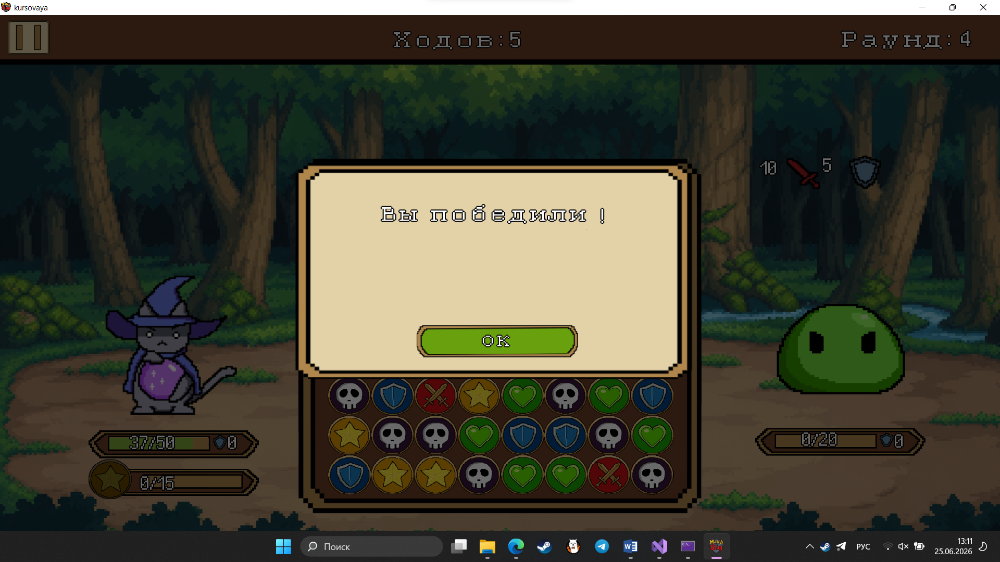 kursovaya
Ходов:5
Раунд:4
10
5
Вы победили !
ОК
37/50
0
0/20
0
0/15
Поиск
РУС
13:11
25.06.2026